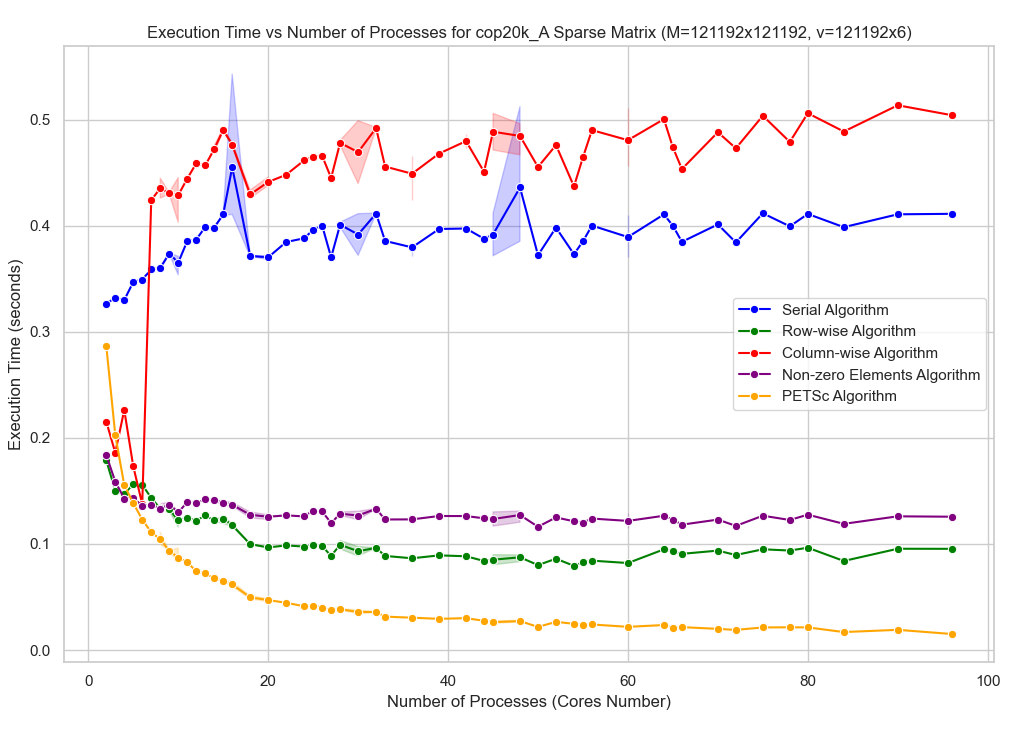 Execution Time vs Number of Processes for cop20k_A Sparse Matrix (M=121192x121192, v=121192x6)
Execution Time (seconds)
0.5
0.4
0.3
0.2
0.1
0.0
Serial Algorithm
Row-wise Algorithm
Column-wise Algorithm
Non-zero Elements Algorithm
PETSc Algorithm
0 20 40 60 80 100
Number of Processes (Cores Number)